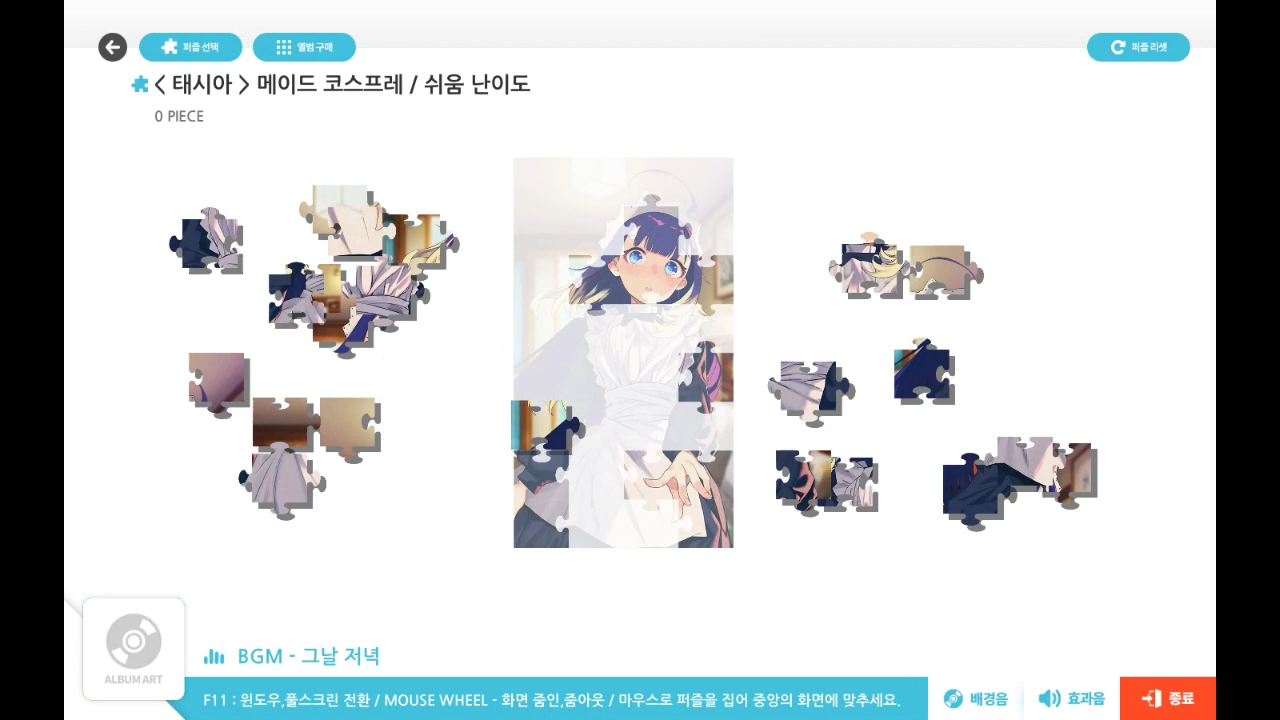 퍼즐 선택
앨범 구매
퍼즐 리셋
< 태시아 > 메이드 코스프레 / 쉬움 난이도
0 PIECE
ALBUM ART
BGM - 그날 저녁
F11 : 윈도우,풀스크린 전환 / MOUSE WHEEL - 화면 줌인,줌아웃 / 마우스로 퍼즐을 집어 중앙의 화면에 맞추세요.
배경음
효과음
종료